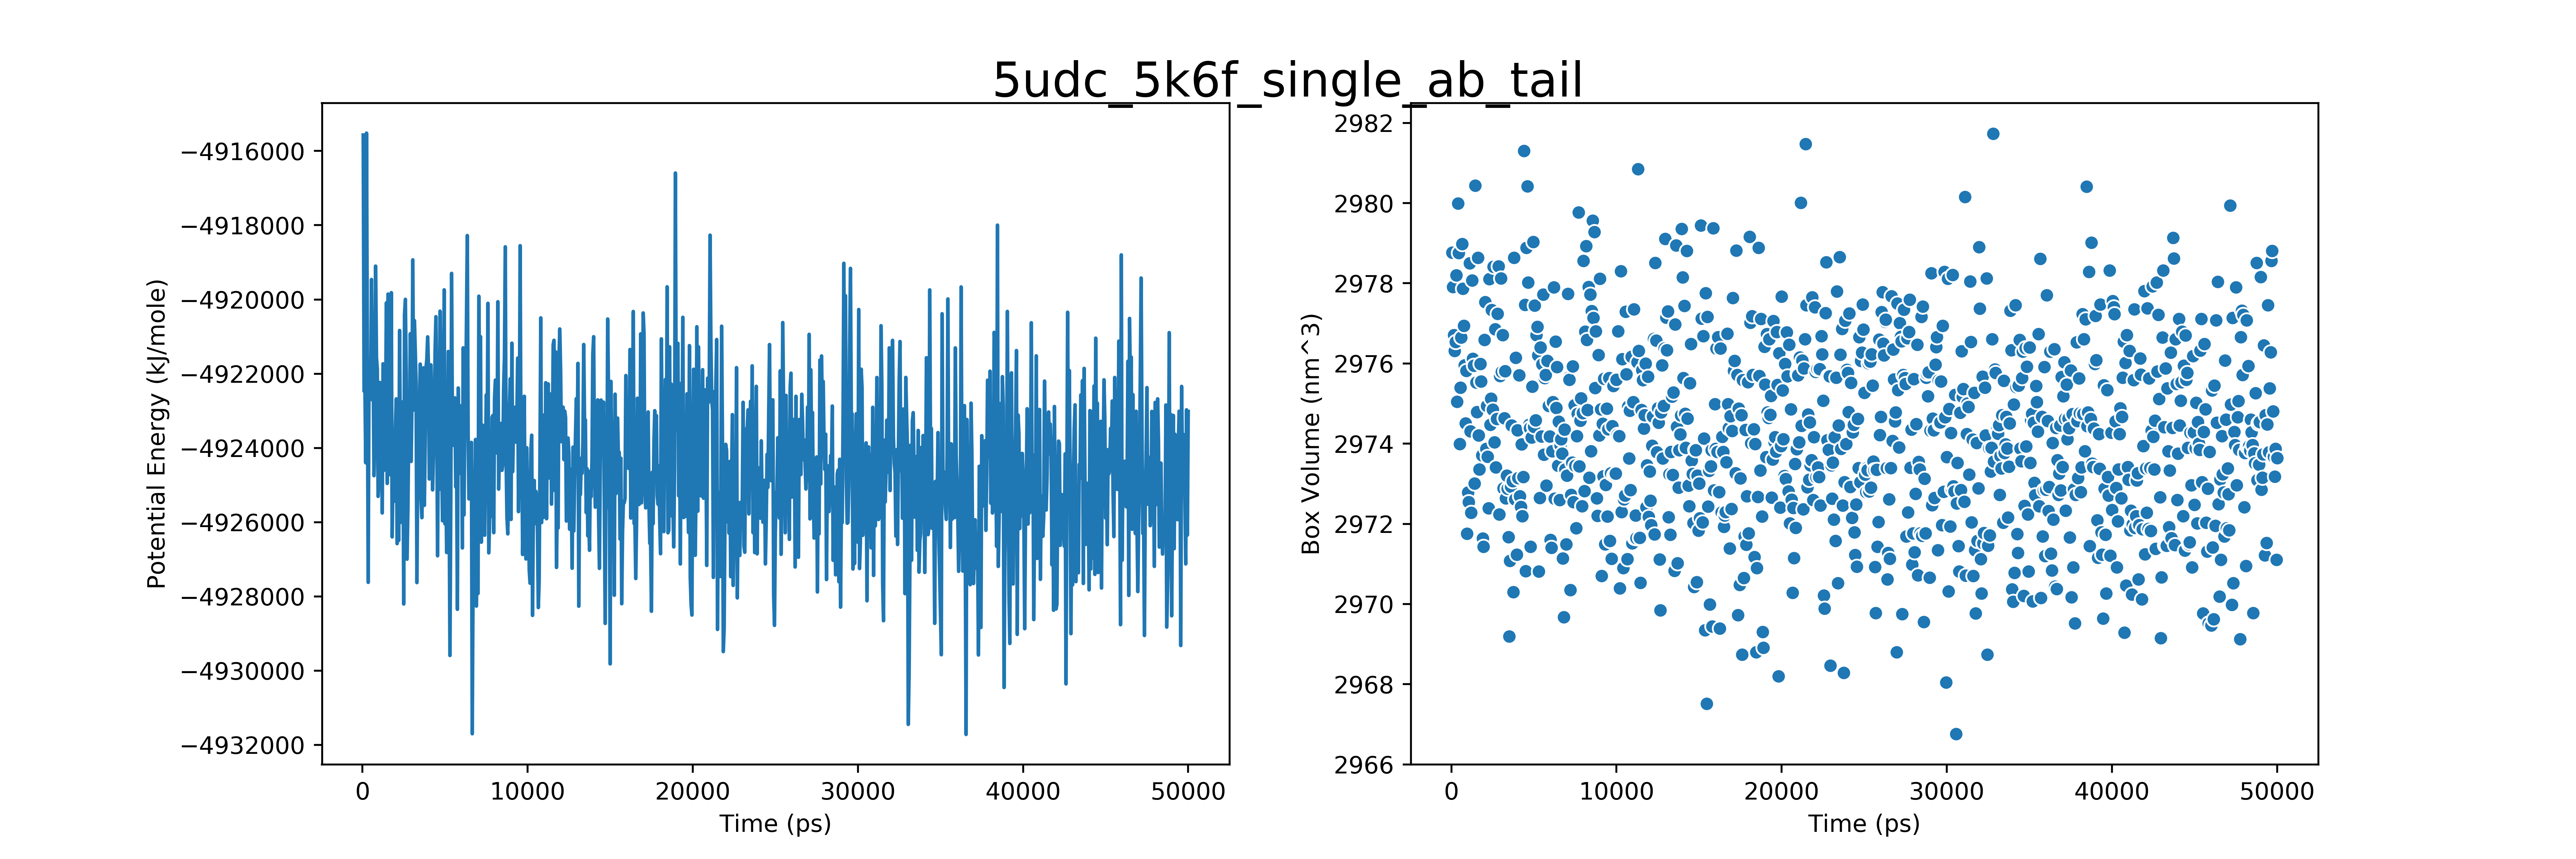 5udc_5k6f_single_ab_tail
Potential Energy (kJ/mole)
−4916000
−4918000
−4920000
−4922000
−4924000
−4926000
−4928000
−4930000
−4932000
0 10000 20000 30000 40000 50000
Time (ps)
Box Volume (nm^3)
2982
2980
2978
2976
2974
2972
2970
2968
2966
0 10000 20000 30000 40000 50000
Time (ps)